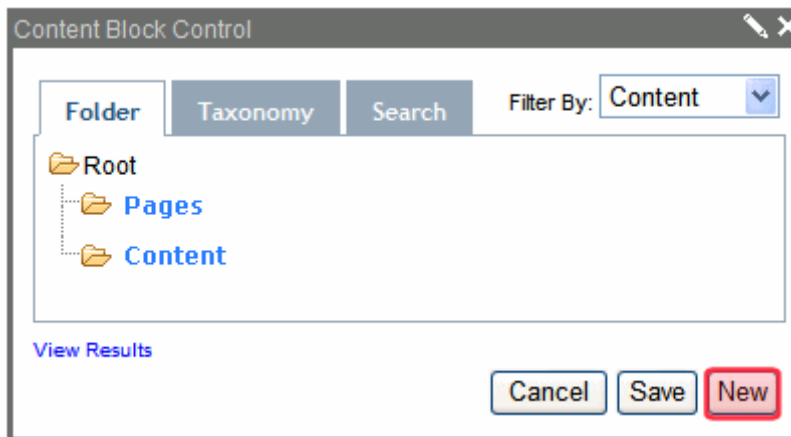 Content Block Control
Folder Taxonomy Search Filter By: Content
Root
Pages
Content
View Results
Cancel Save New